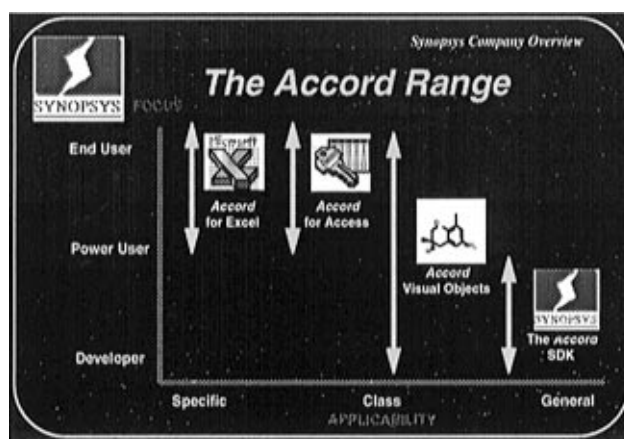 Synopsys Company Overview
The Accord Range
SYNOPSYS
FOCUS
End User
Power User
Developer
Microsoft
Accord
for Excel
Accord
for Access
Accord
Visual Objects
SYNOPSYS
The Accord
SDK
Specific
Class
General
APPLICABILITY